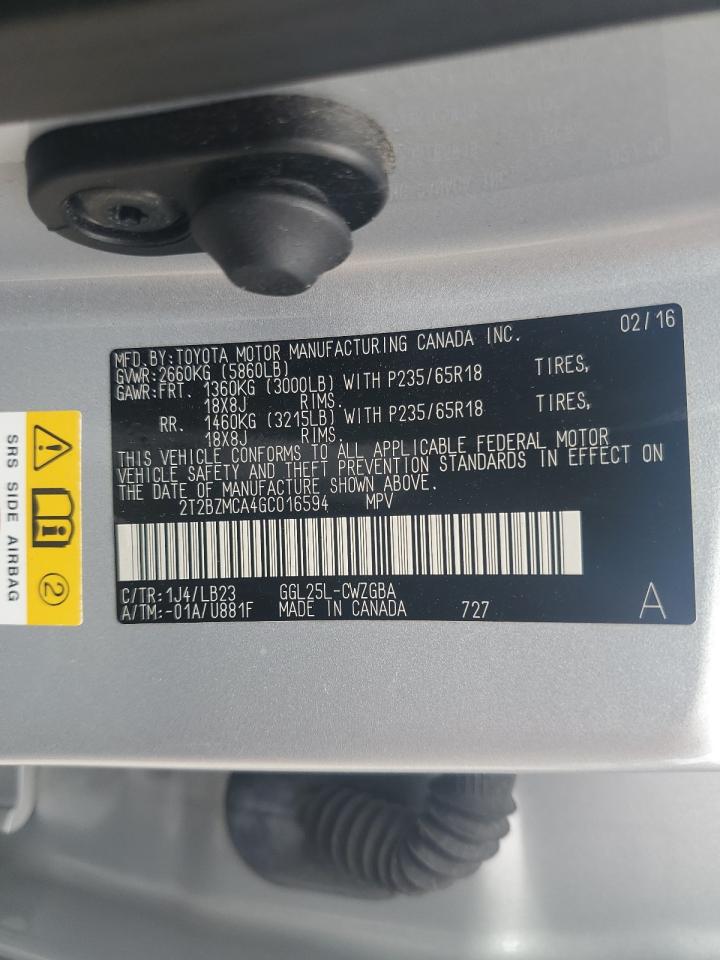 MFD.BY:TOYOTA MOTOR MANUFACTURING CANADA INC. 02/16
GVWR:2660KG (5860LB)
GAWR:FRT. 1360KG (3000LB) WITH P235/65R18 TIRES,
18X8J RIMS.
RR. 1460KG (3215LB) WITH P235/65R18 TIRES,
18X8J RIMS.
THIS VEHICLE CONFORMS TO ALL APPLICABLE FEDERAL MOTOR
VEHICLE SAFETY AND THEFT PREVENTION STANDARDS IN EFFECT ON
THE DATE OF MANUFACTURE SHOWN ABOVE.
2T2BZMCA4GC016594 MPV
C/TR:1J4/LB23 GGL25L-CWZGBA
A/TM:-01A/U881F MADE IN CANADA 727 A
SRS SIDE AIRBAG
2